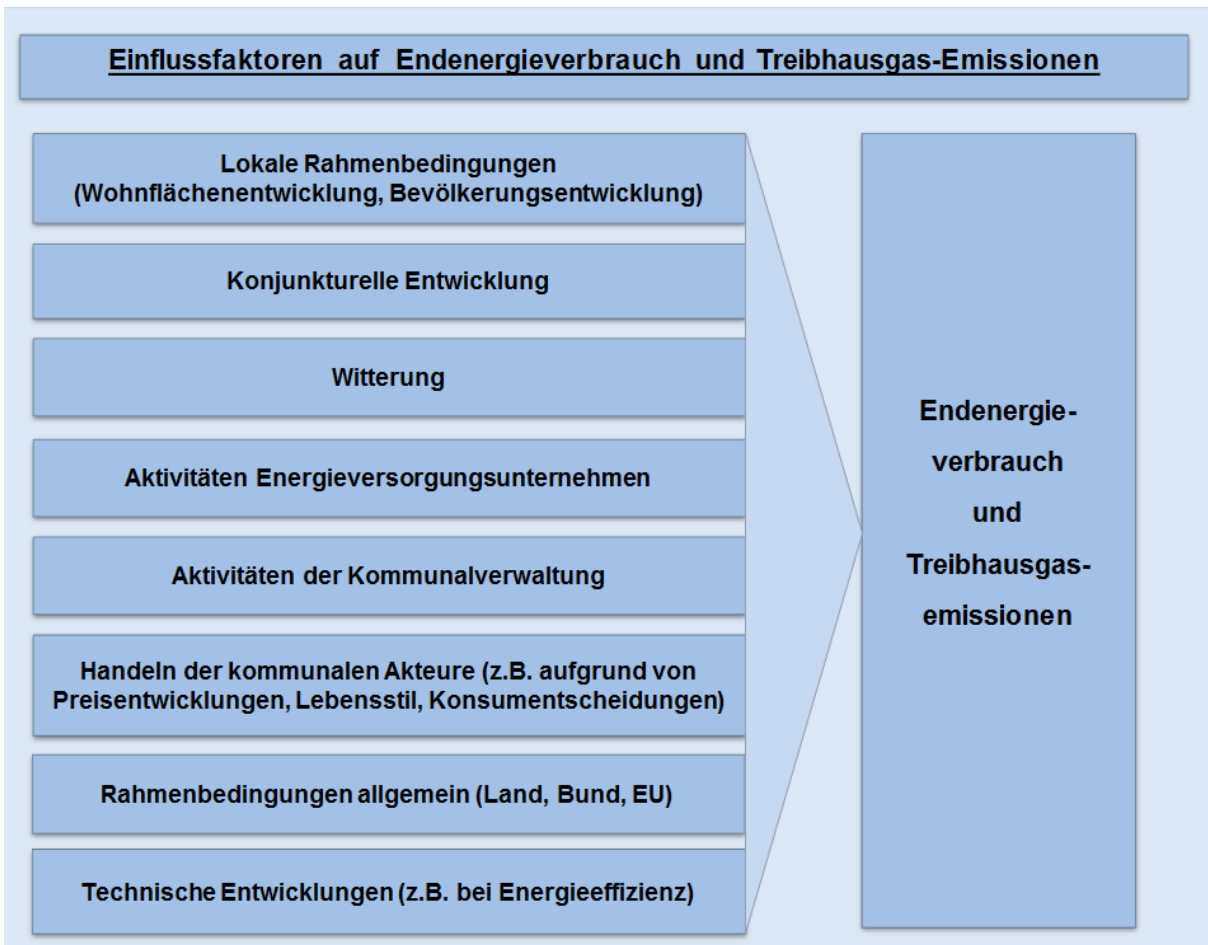 Einflussfaktoren auf Endenergieverbrauch und Treibhausgas-Emissionen
Lokale Rahmenbedingungen
(Wohnflächenentwicklung, Bevölkerungsentwicklung)
Konjunkturelle Entwicklung
Witterung
Aktivitäten Energieversorgungsunternehmen
Aktivitäten der Kommunalverwaltung
Handeln der kommunalen Akteure (z.B. aufgrund von
Preisentwicklungen, Lebensstil, Konsumentscheidungen)
Rahmenbedingungen allgemein (Land, Bund, EU)
Technische Entwicklungen (z.B. bei Energieeffizienz)
Endenergie-
verbrauch
und
Treibhausgas-
emissionen